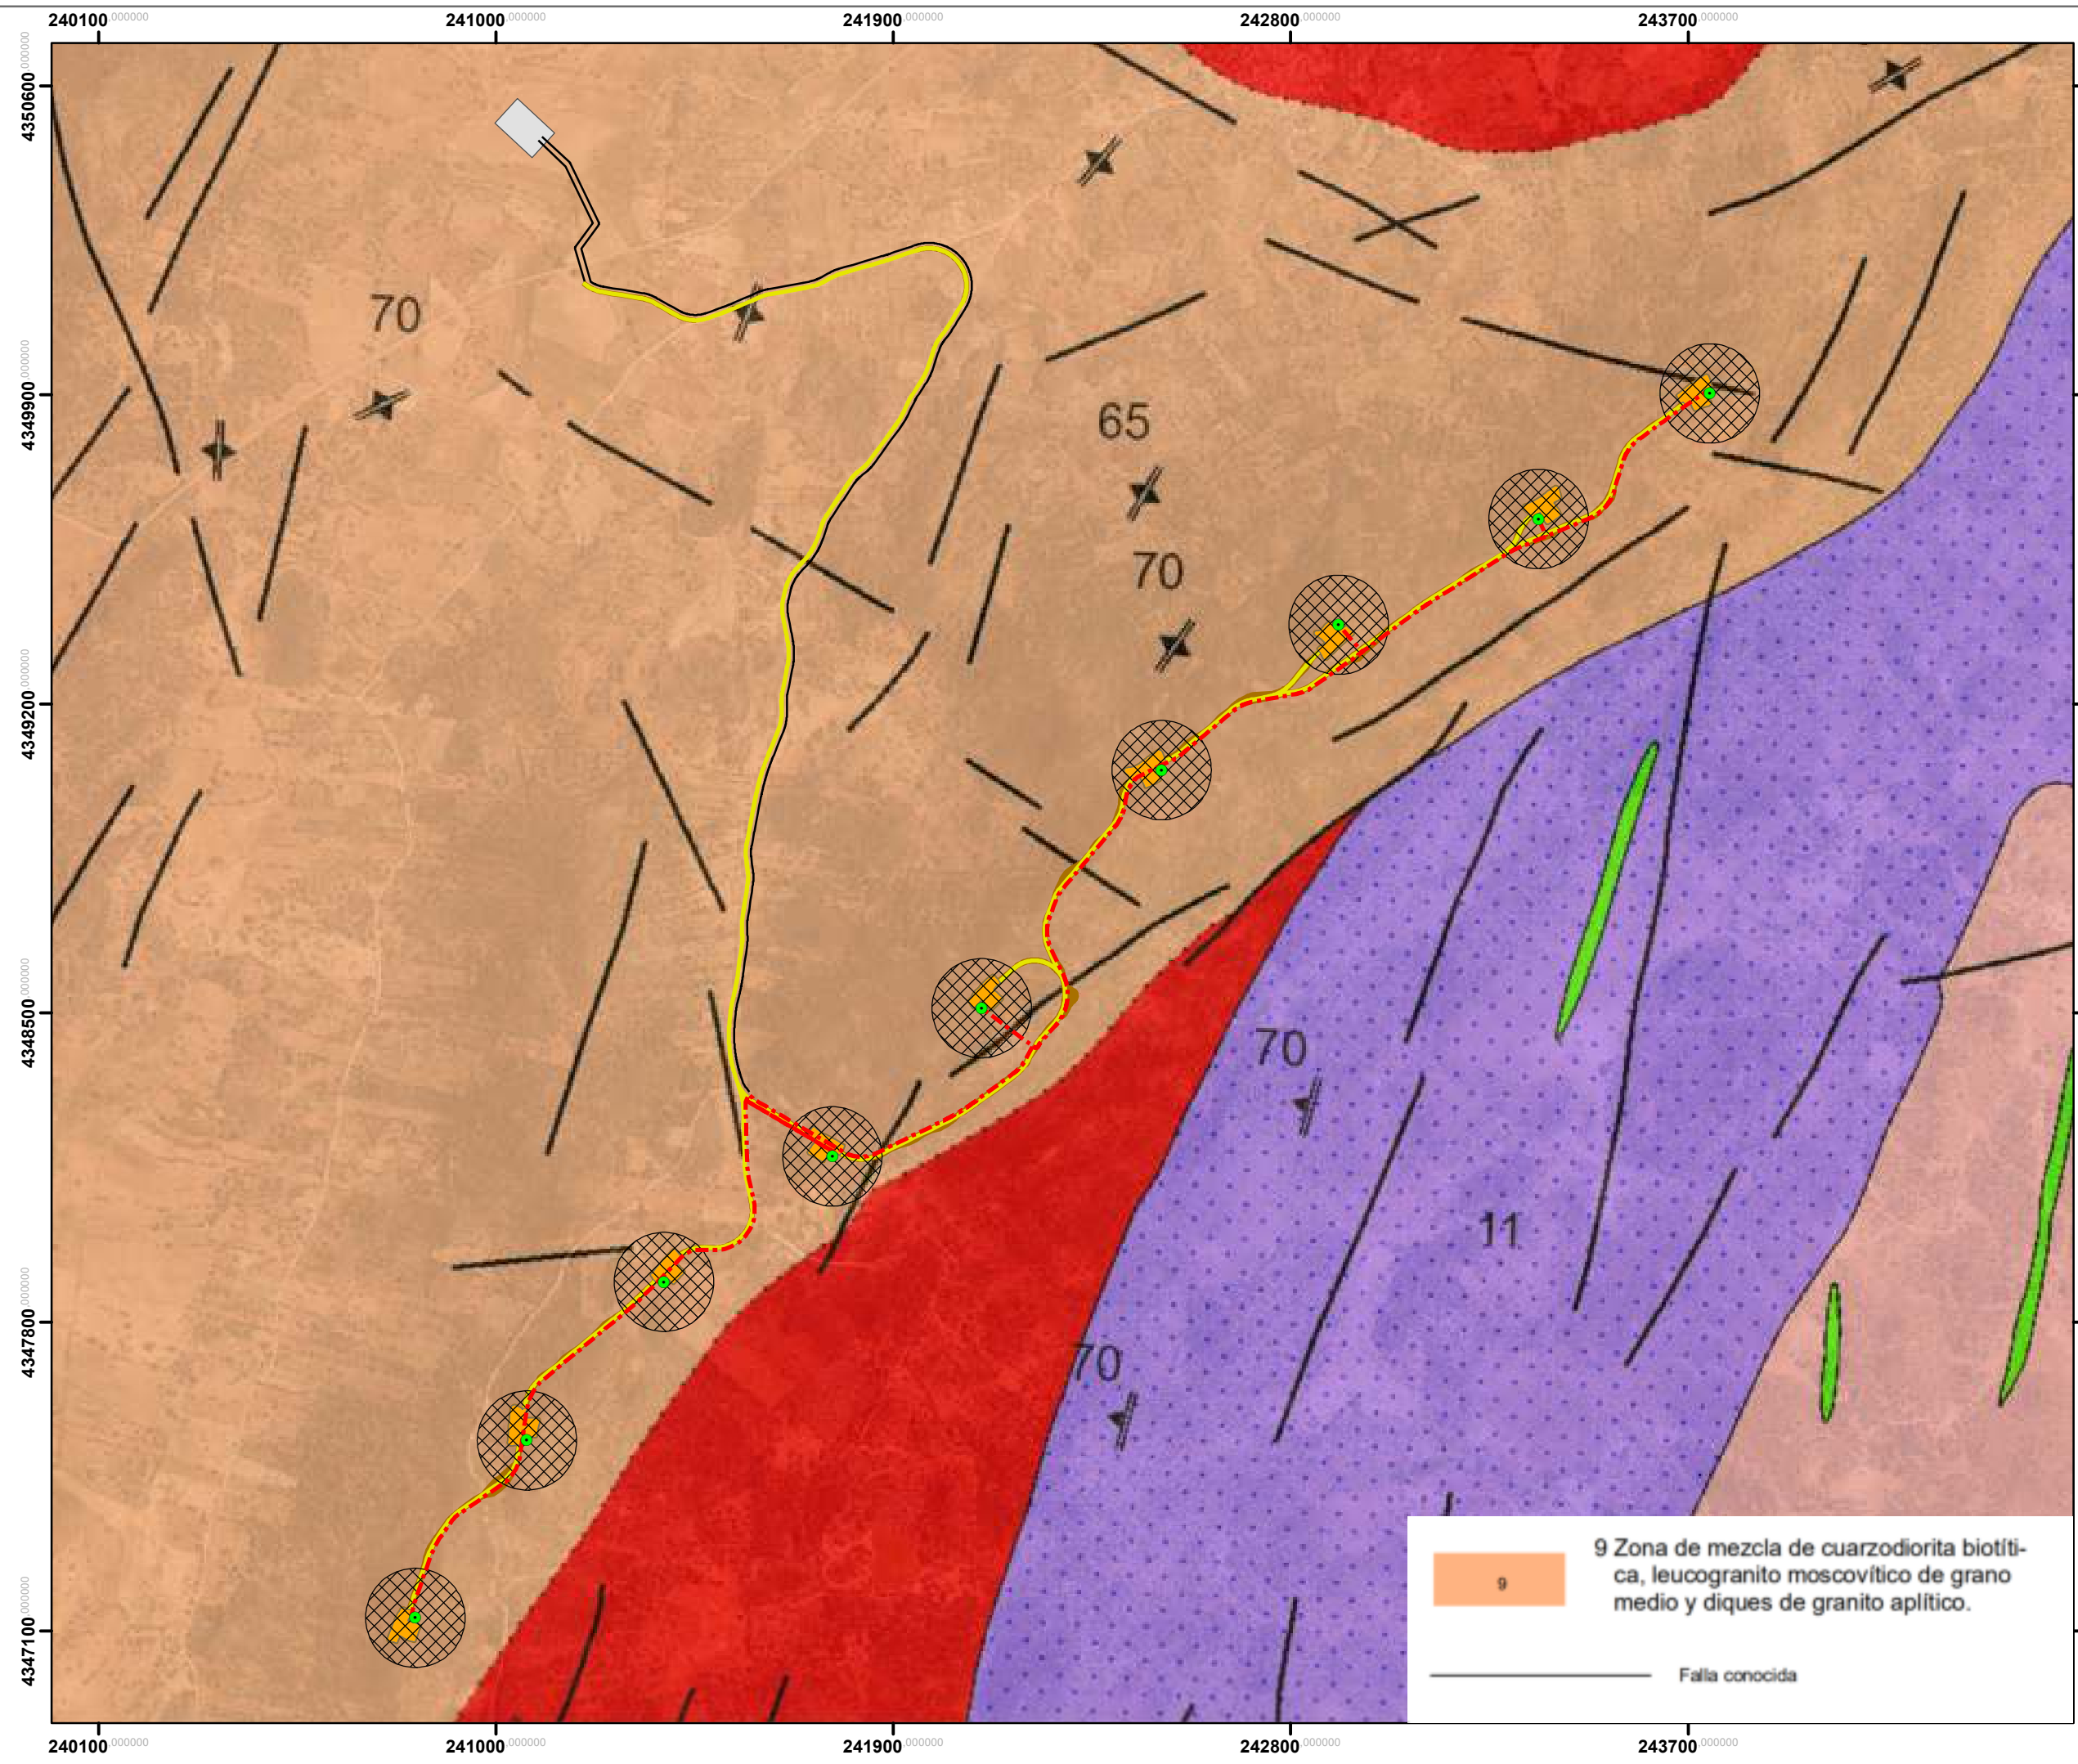 240100.000000 241000.000000 241900.000000 242800.000000 243700.000000
4350600.000000
4349900.000000
4349200.000000
4348500.000000
4347800.000000
4347100.000000
70
65
70
70
11
70
9
9 Zona de mezcla de cuarzodiorita biotíti-
ca, leucogranito moscovítico de grano
medio y diques de granito aplítico.
Falla conocida
240100.000000 241000.000000 241900.000000 242800.000000 243700.000000